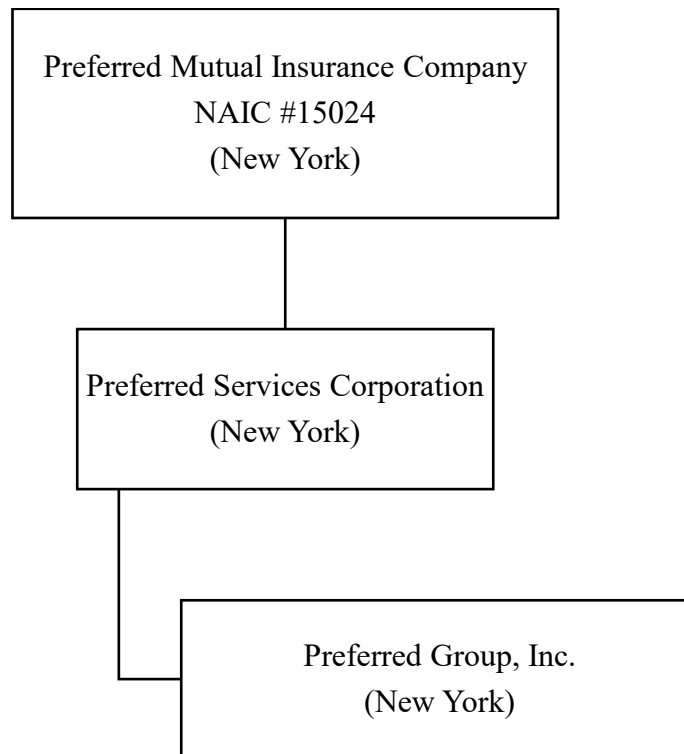 Preferred Mutual Insurance Company
NAIC #15024
(New York)
Preferred Services Corporation
(New York)
Preferred Group, Inc.
(New York)